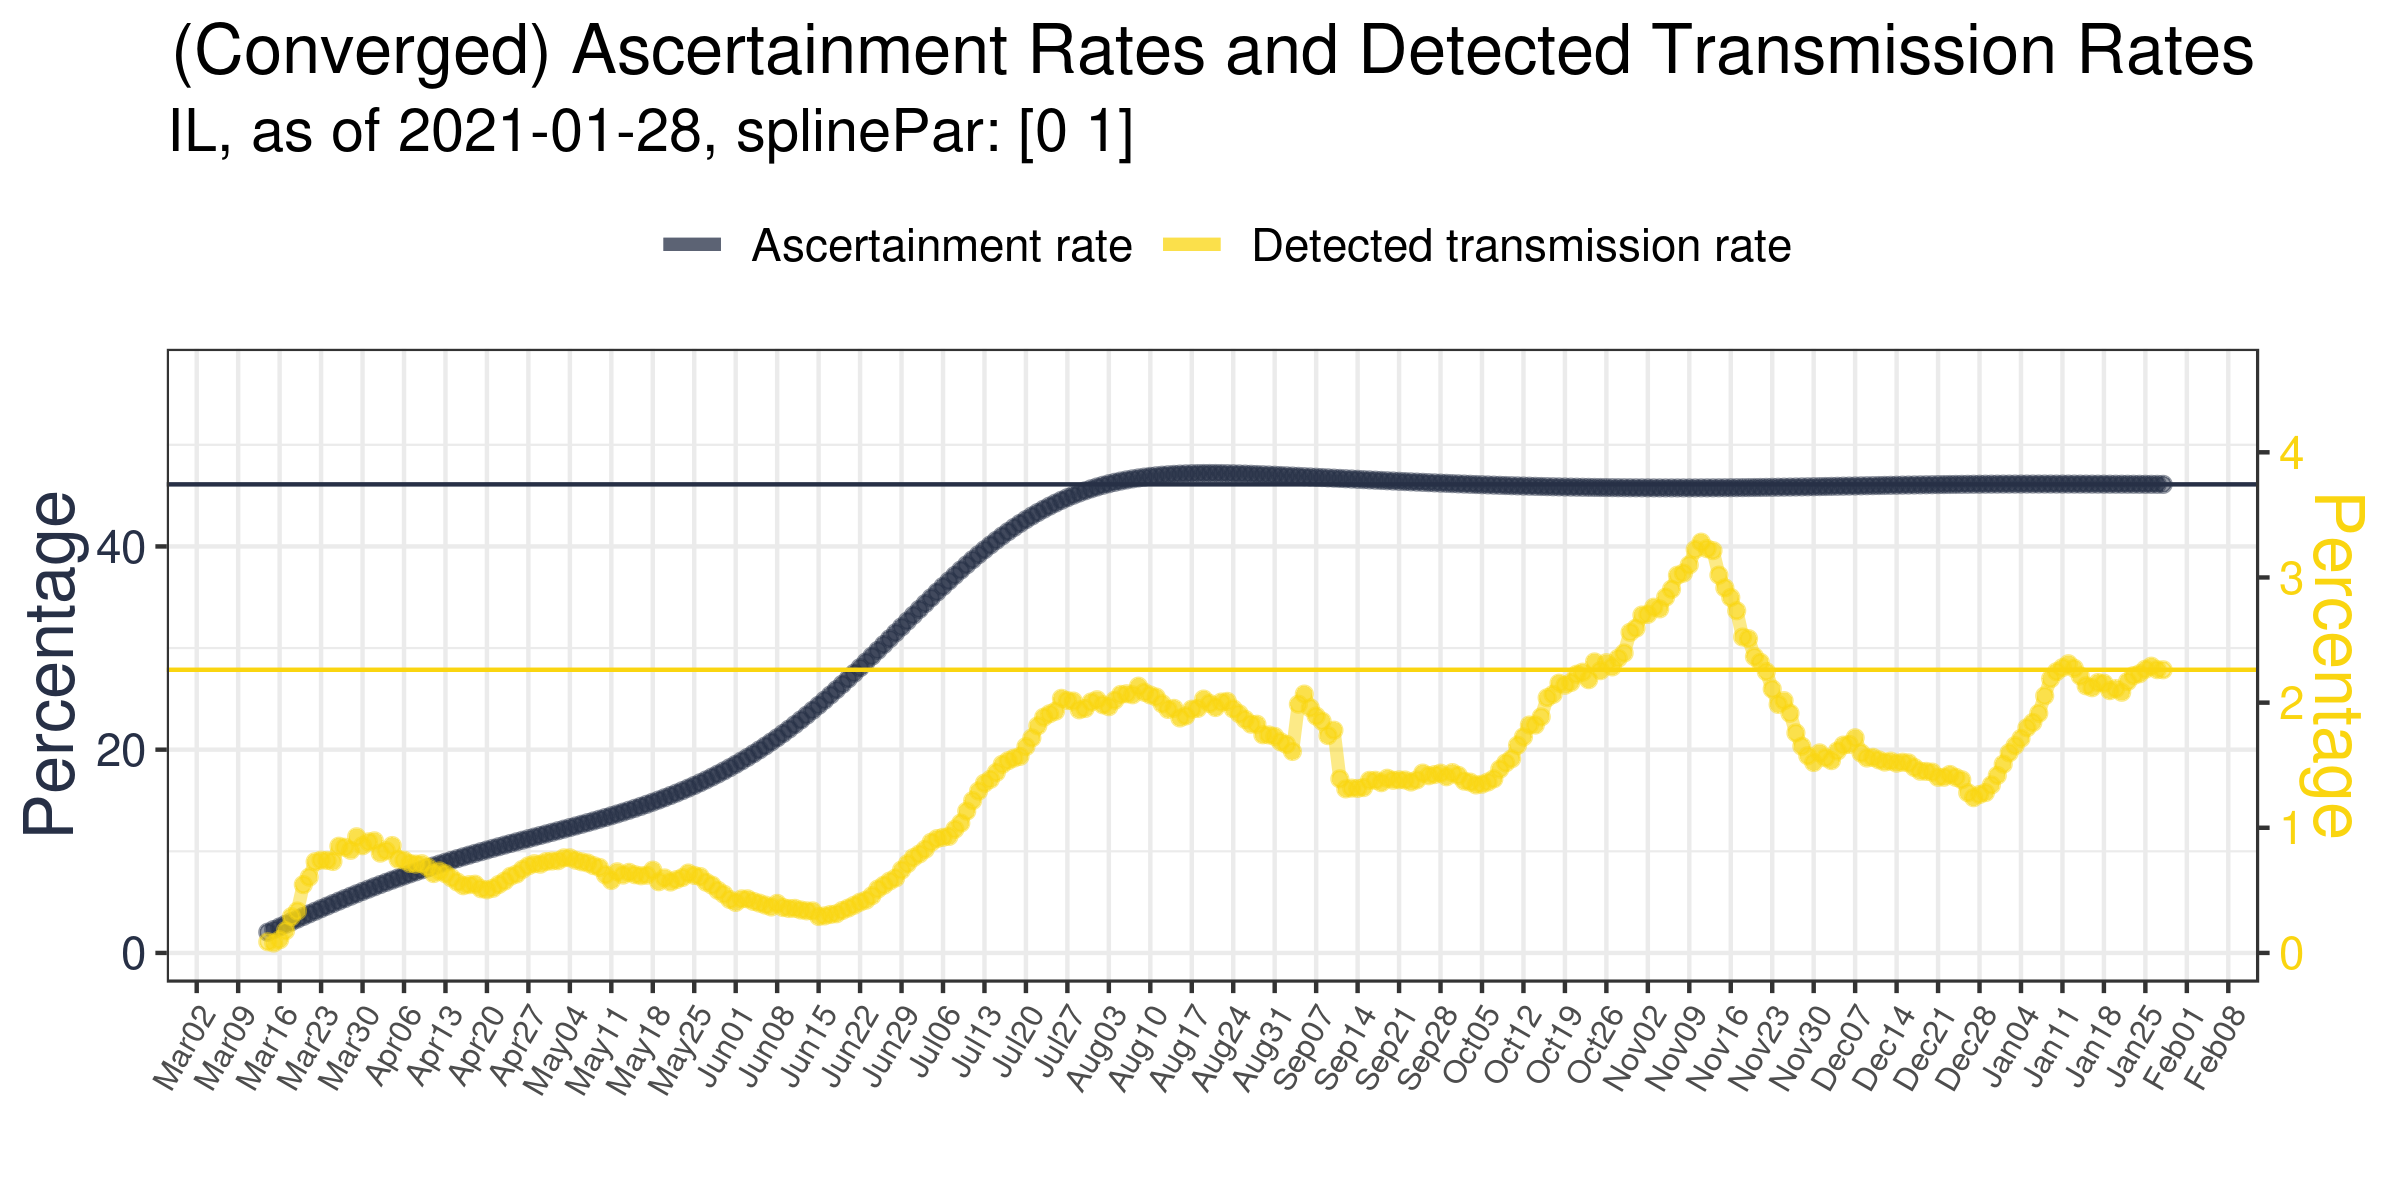 (Converged) Ascertainment Rates and Detected Transmission Rates
IL, as of 2021-01-28, splinePar: [0 1]
Ascertainment rate
Detected transmission rate
Percentage
40
20
0
4
3
2
1
0
Percentage
Mar02
Mar09
Mar16
Mar23
Mar30
Apr06
Apr13
Apr20
Apr27
May04
May11
May18
May25
Jun01
Jun08
Jun15
Jun22
Jun29
Jul06
Jul13
Jul20
Jul27
Aug03
Aug10
Aug17
Aug24
Aug31
Sep07
Sep14
Sep21
Sep28
Oct05
Oct12
Oct19
Oct26
Nov02
Nov09
Nov16
Nov23
Nov30
Dec07
Dec14
Dec21
Dec28
Jan04
Jan11
Jan18
Jan25
Feb01
Feb08